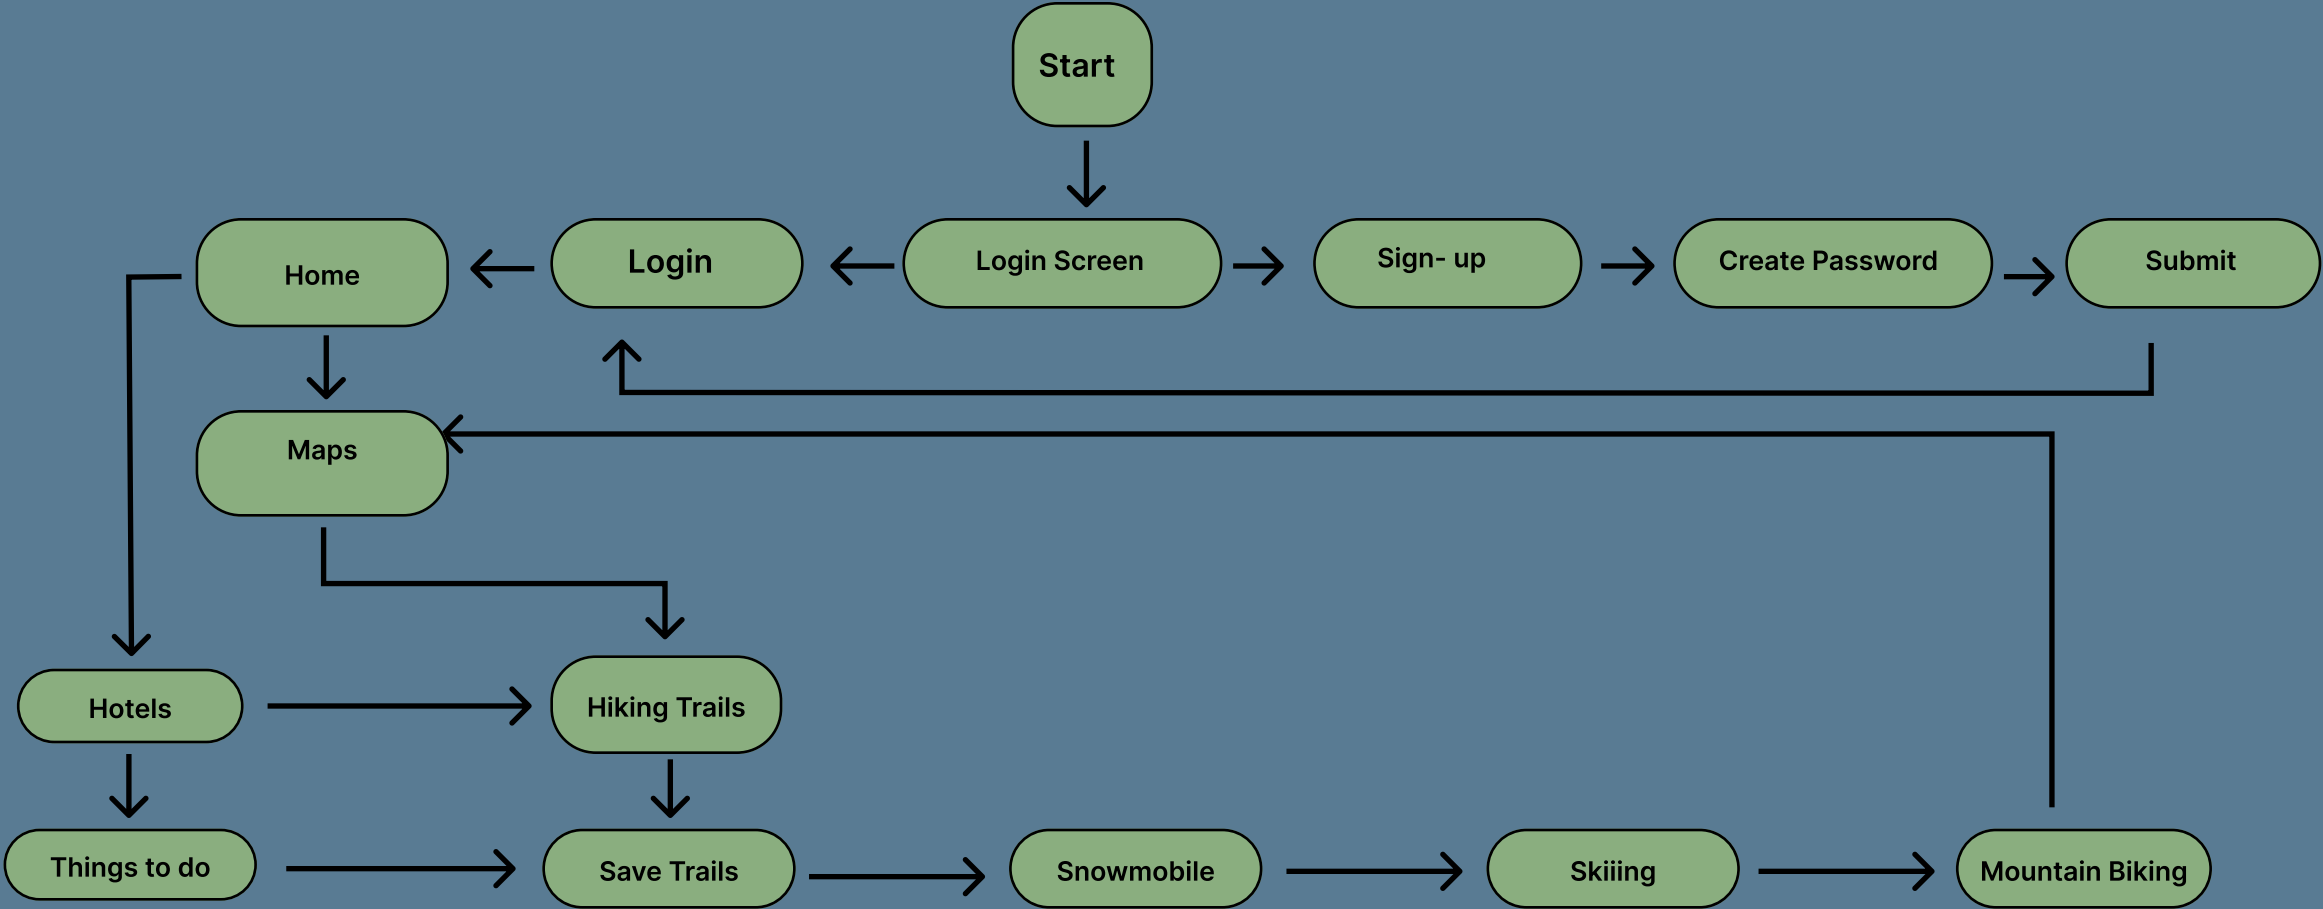 Start
Home
Login
Login Screen
Sign- up
Create Password
Submit
Maps
Hotels
Hiking Trails
Things to do
Save Trails
Snowmobile
Skiiing
Mountain Biking